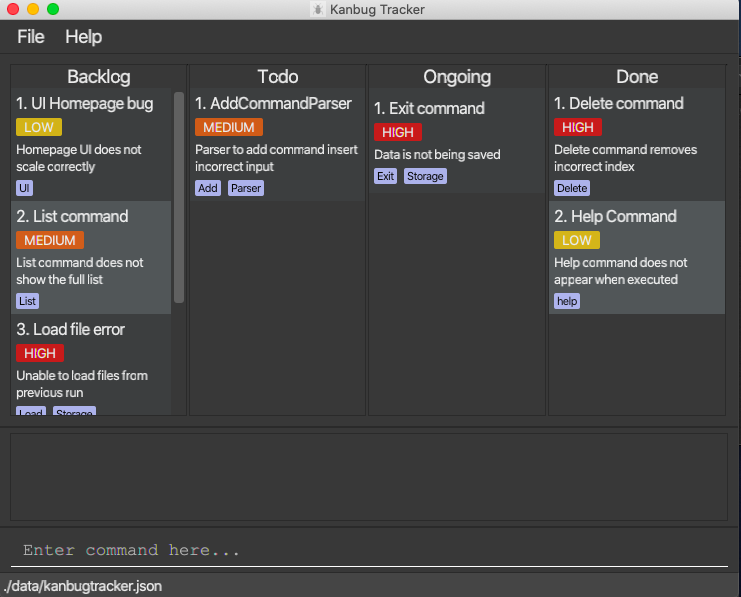 Kanbug Tracker
File Help
Backlog
1. UI Homepage bug
LOW
Homepage UI does not
scale correctly
UI
2. List command
MEDIUM
List command does not
show the full list
List
3. Load file error
HIGH
Unable to load files from
previous run
Load Storage
Todo
1. AddCommandParser
MEDIUM
Parser to add command insert
incorrect input
Add Parser
Ongoing
1. Exit command
HIGH
Data is not being saved
Exit Storage
Done
1. Delete command
HIGH
Delete command removes
incorrect index
Delete
2. Help Command
LOW
Help command does not
appear when executed
help
Enter command here...
./data/kanbugtracker.json